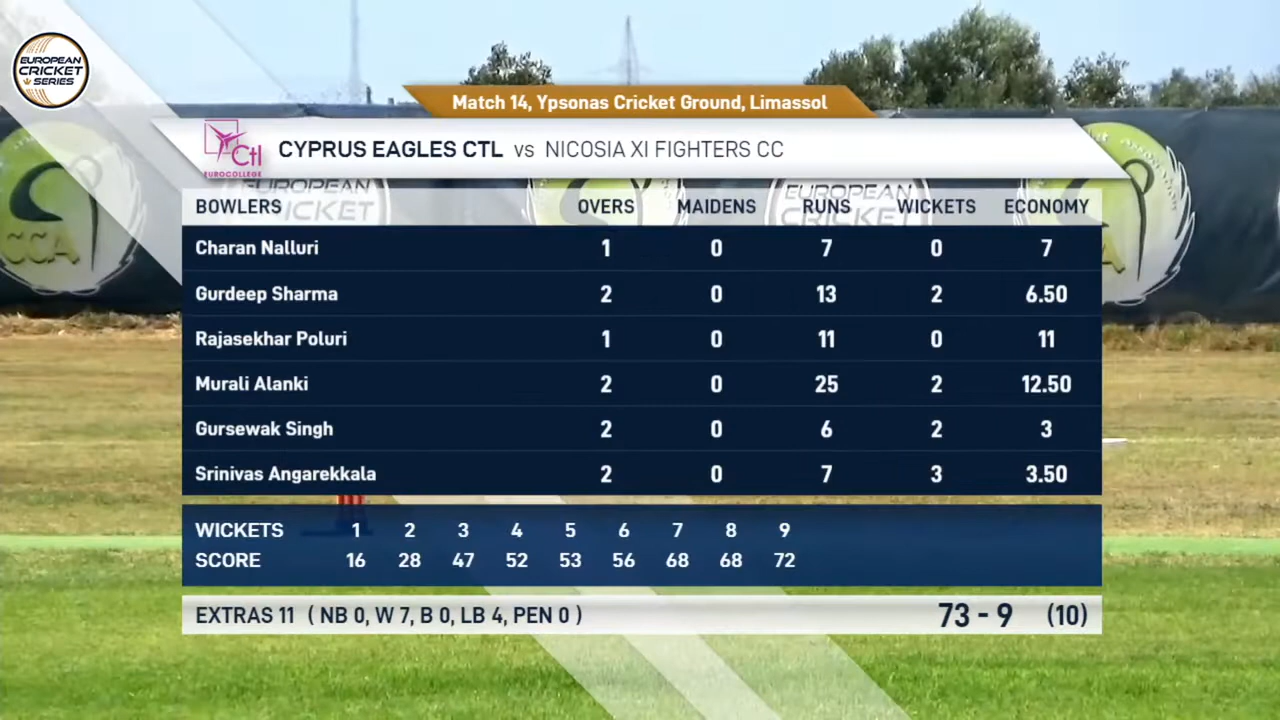 EUROPEAN
CRICKET
SERIES
Match 14, Ypsonas Cricket Ground, Limassol
Ctl
EUROCOLLEGE
CYPRUS EAGLES CTL vs NICOSIA XI FIGHTERS CC
EUROPEAN
CRICKET
EUROPEAN
CRICKET
BOWLERS OVERS MAIDENS RUNS WICKETS ECONOMY
Charan Nalluri 1 0 7 0 7
Gurdeep Sharma 2 0 13 2 6.50
Rajasekhar Poluri 1 0 11 0 11
Murali Alanki 2 0 25 2 12.50
Gursewak Singh 2 0 6 2 3
Srinivas Angarekkala 2 0 7 3 3.50
CCA
WICKETS 1 2 3 4 5 6 7 8 9
SCORE 16 28 47 52 53 56 68 68 72
EXTRAS 11 ( NB 0, W 7, B 0, LB 4, PEN 0 ) 73 - 9 (10)